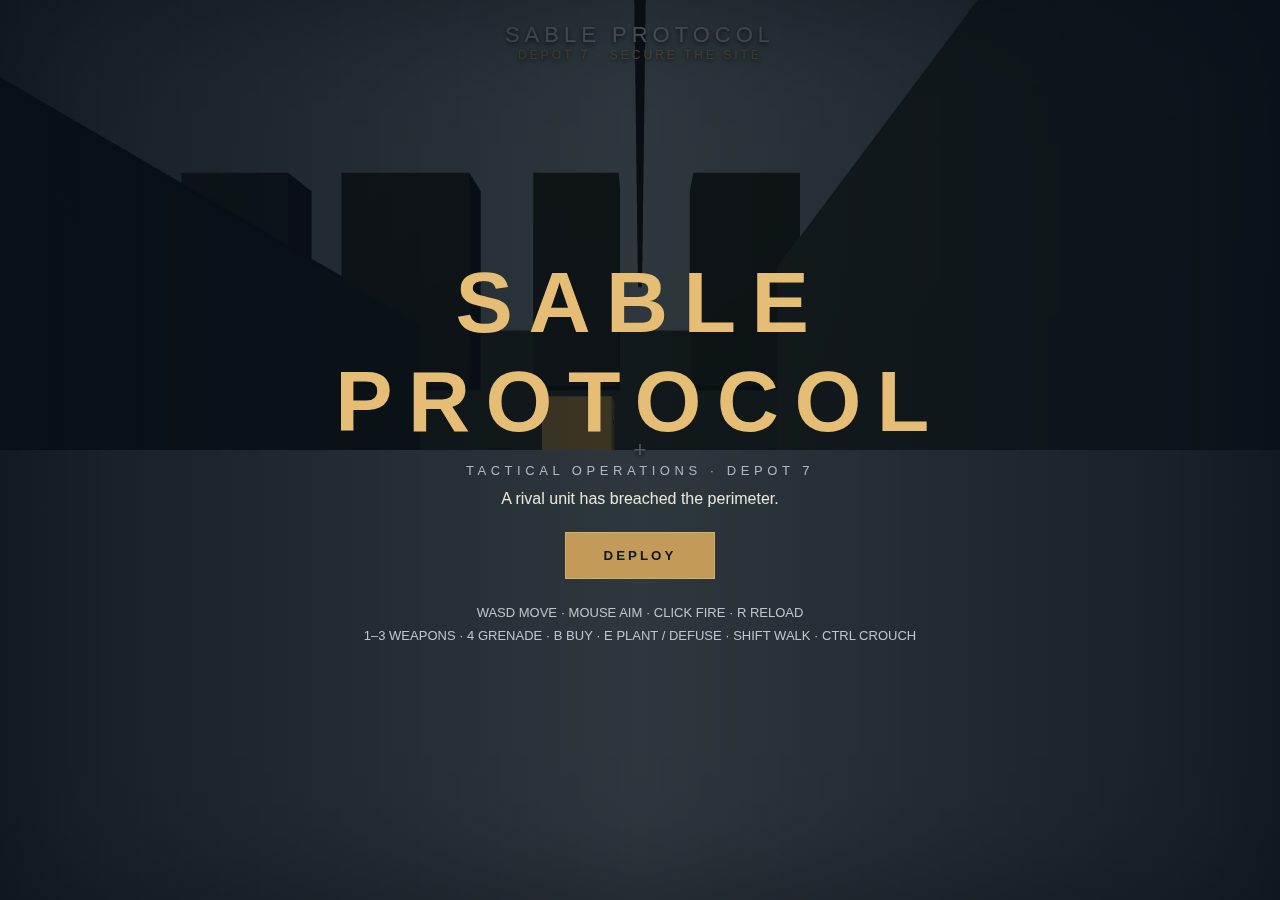 SABLE PROTOCOL
DEPOT 7 SECURE THE SITE
SABLE
PROTOCOL
+
TACTICAL OPERATIONS · DEPOT 7
A rival unit has breached the perimeter.
DEPLOY
WASD MOVE · MOUSE AIM · CLICK FIRE · R RELOAD
1–3 WEAPONS · 4 GRENADE · B BUY · E PLANT / DEFUSE · SHIFT WALK · CTRL CROUCH